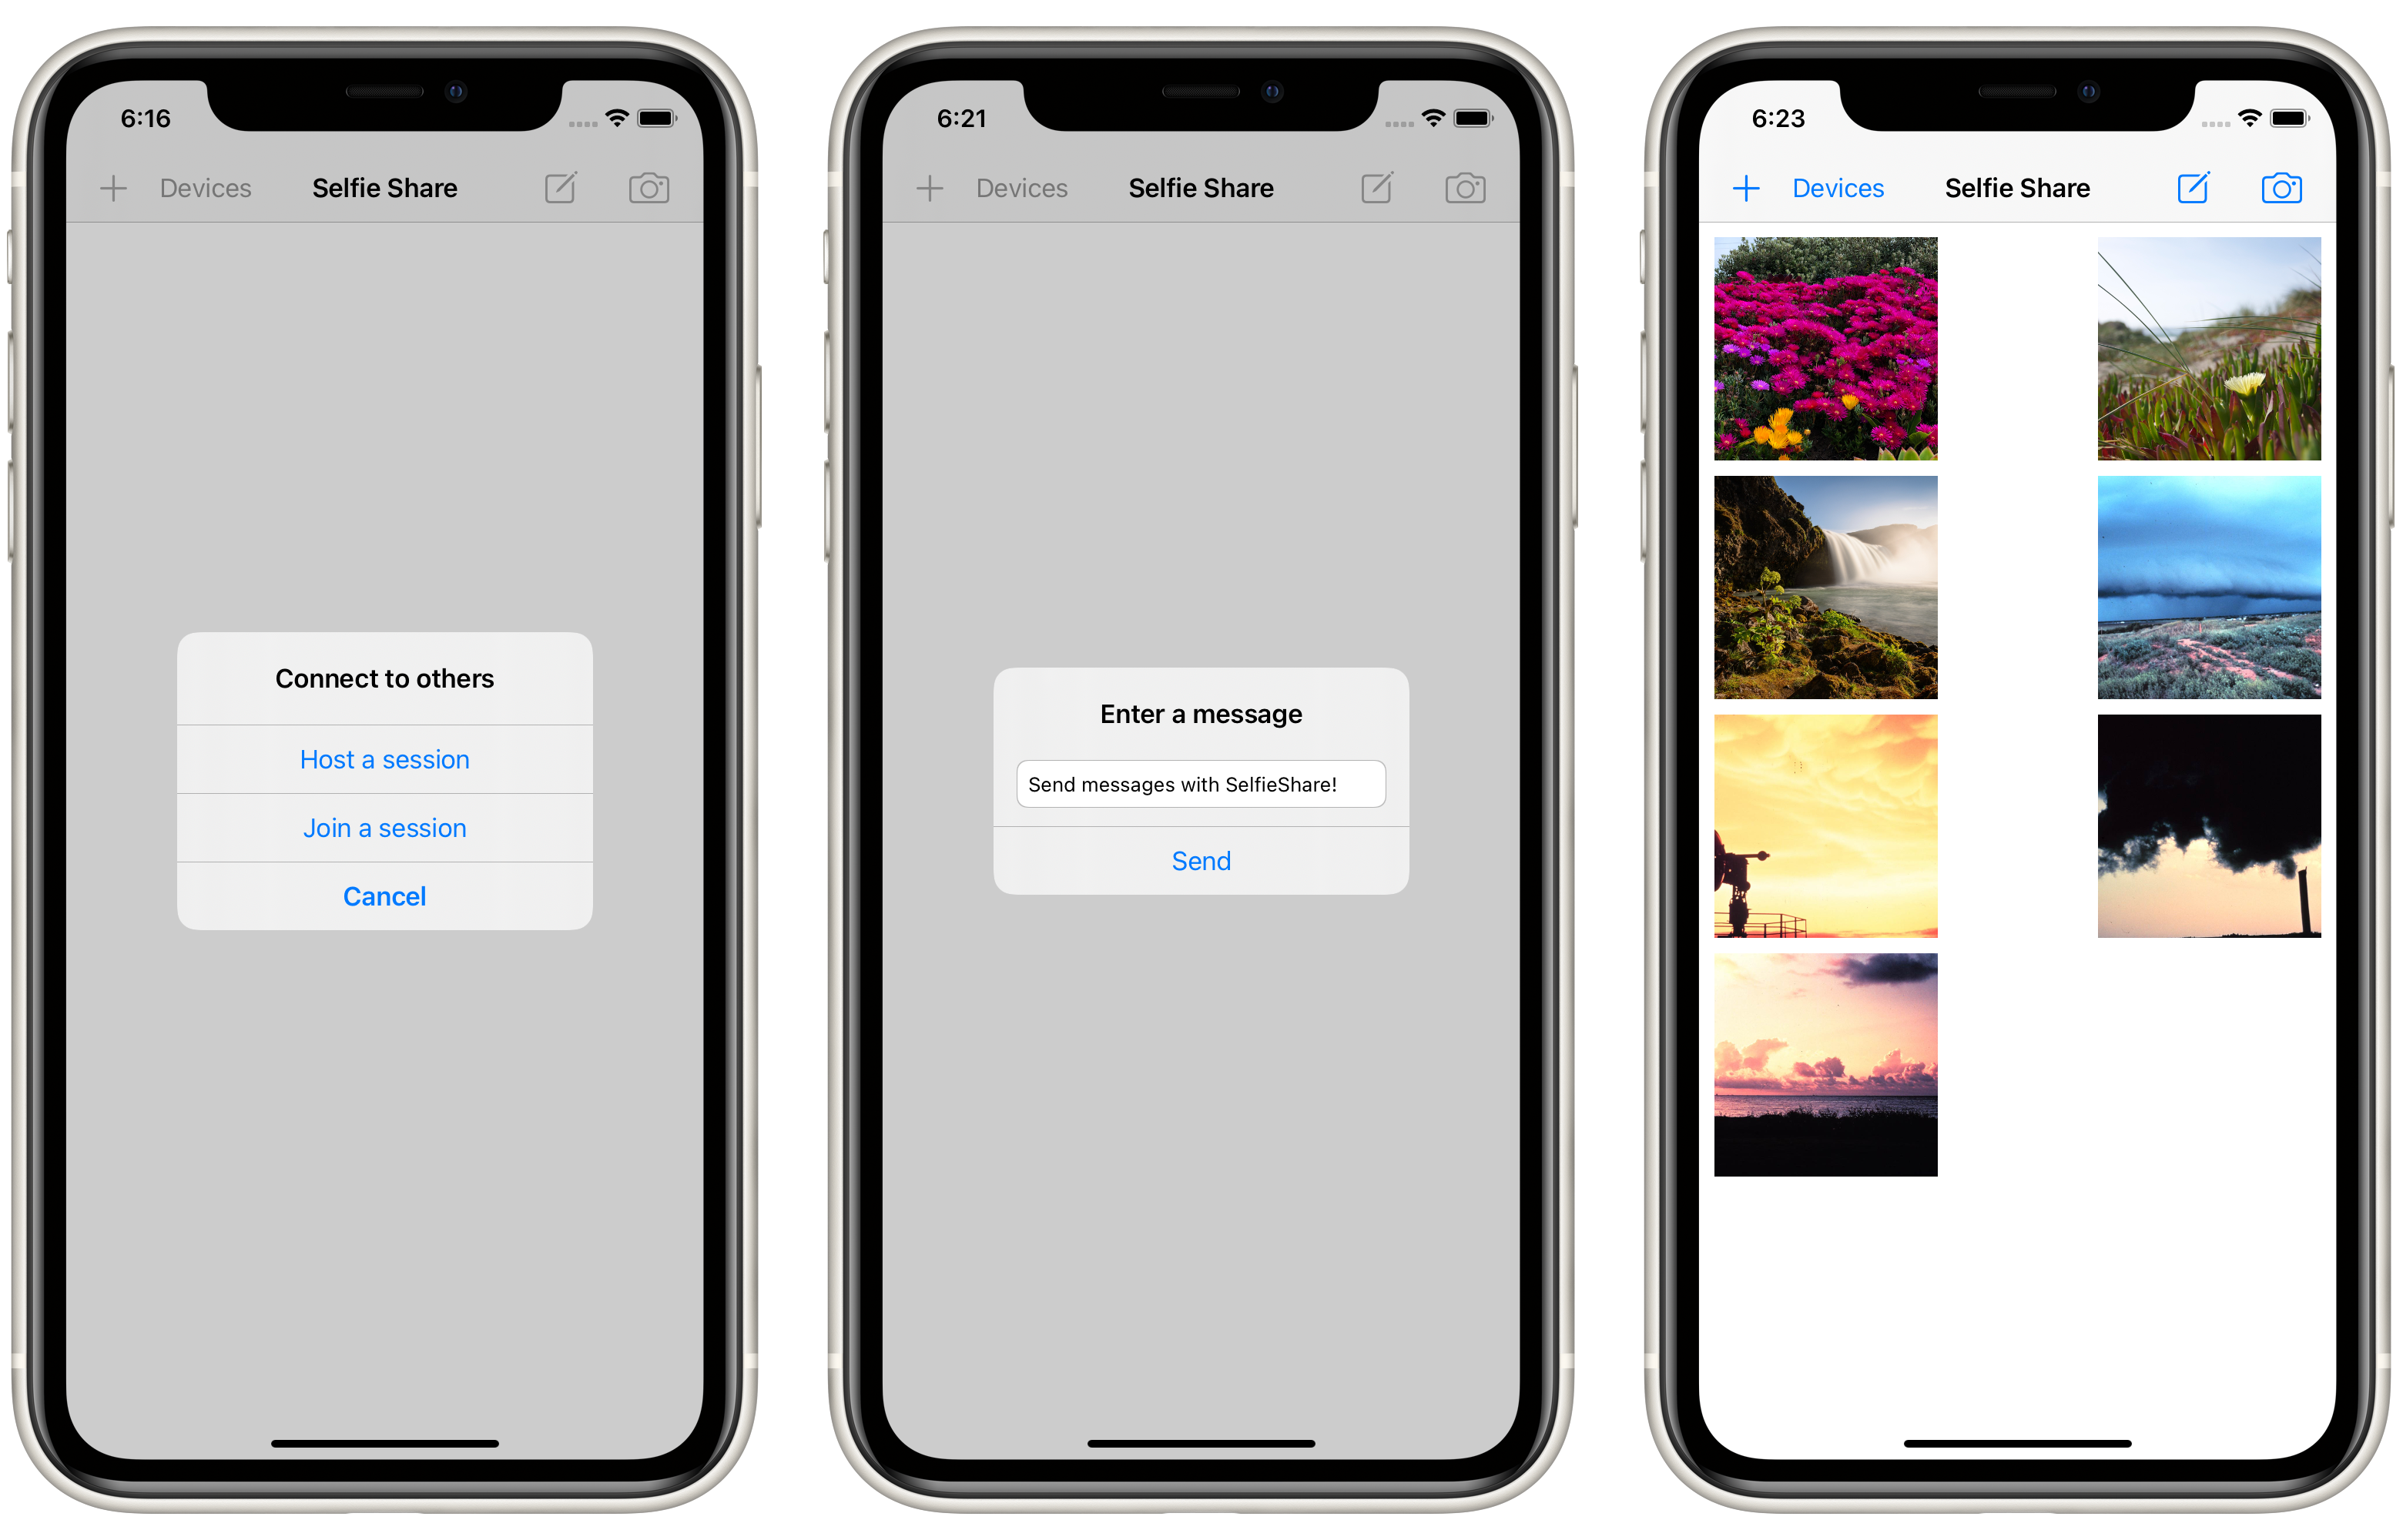 6:16
Devices
Selfie Share
Connect to others
Host a session
Join a session
Cancel
6:21
Devices
Selfie Share
Enter a message
Send messages with SelfieShare!
Send
6:23
Devices
Selfie Share